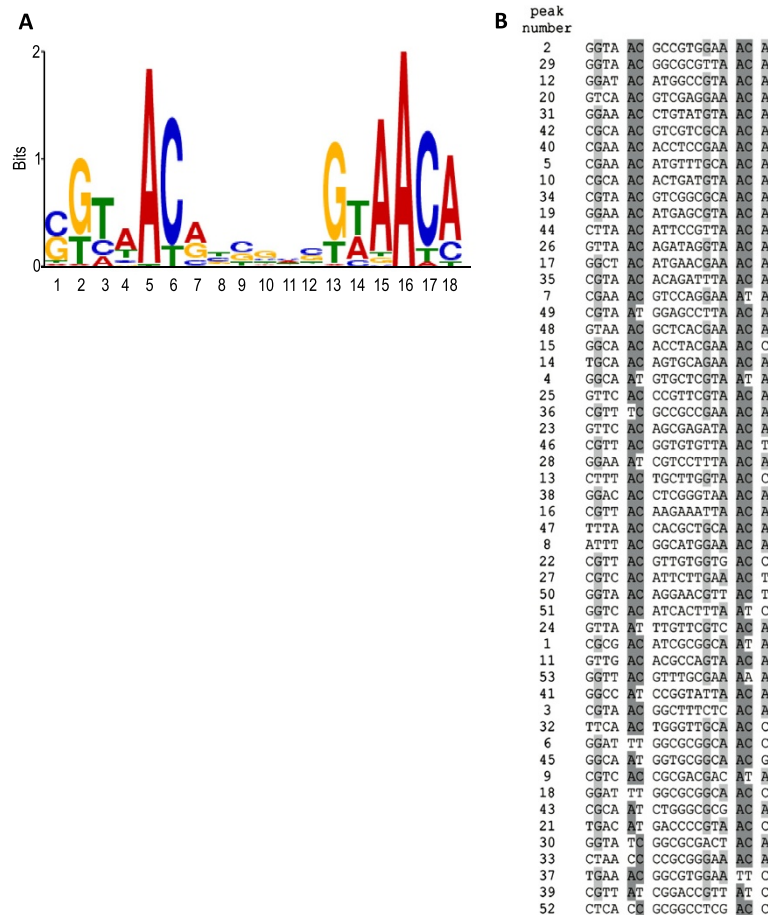 A
B
peak
number
2
1
0
Bits
1 2 3 4 5 6 7 8 9 10 11 12 13 14 15 16 17 18
2 GGTA AC GCCGTGGAA AC A
29 GGTA AC GGCGCGTTA AC A
12 GGAT AC ATGGCCGTA AC A
20 GTCA AC GTCGAGGAA AC A
31 GGAA AC CTGTATGTA AC A
42 CGCA AC GTCGTCGCA AC A
40 CGAA AC ACCTCCGAA AC A
5 CGAA AC ATGTTTGCA AC A
10 CGCA AC ACTGATGTA AC A
34 CGTA AC GTCGGCGCA AC A
19 GGAA AC ATGAGCGTA AC A
44 CTTA AC ATTCCGTTA AC A
26 GTTA AC AGATAGGTA AC A
17 GGCT AC ATGAACGAA AC A
35 CGTA AC ACAGATTTA AC A
7 CGAA AC GTCCAGGAA AT A
49 CGTA AT GGAGCCTTA AC A
48 GTAA AC GCTCACGAA AC A
15 GGCA AC ACCTACGAA AC C
14 TGCA AC AGTGCAGAA AC A
4 GGCA AT GTGCTCGTA AT A
25 GTTC AC CCGTTCGTA AC A
36 CGTT TC GCCGCCGAA AC A
23 GTTC AC AGCGAGATA AC A
46 CGTT AC GGTGTGTTA AC T
28 GGAA AT CGTCCTTTA AC A
13 CTTT AC TGCTTGGTA AC C
38 GGAC AC CTCGGGTAA AC A
16 CGTT AC AAGAAATTA AC A
47 TTTA AC CACGCTGCA AC A
8 ATTT AC GGCATGGAA AC A
22 CGTT AC GTTGTGGTG AC C
27 CGTC AC ATTCTTGAA AC T
50 GGTA AC AGGAACGTT AC T
51 GGTC AC ATCACTTTA AT C
24 GTTA AT TTGTTCGTC AC A
1 CGCG AC ATCGCGGCA AT A
11 GTTG AC ACGCCAGTA AC A
53 GGTT AC GTTTGCGAA AA A
41 GGCC AT CCGGTATTA AC A
3 CGTA AC GGCTTTCTC AC A
32 TTCA AC TGGGTTGCA AC C
6 GGAT TT GGCGCGGCA AC C
45 GGCA AT GGTGCGGCA AC G
9 CGTC AC CGCGACGAC AT A
18 GGAT TT GGCGCGGCA AC C
43 CGCA AT CTGGGCGCG AC A
21 TGAC AT GACCCCGTA AC C
30 GGTA TC GGCGCGACT AC A
33 CTAA CC CCGCGGGAA AC A
37 TGAA AC GGCGTGGAA TT C
39 CGTT AT CGGACCGTT AT C
52 CTCA CC GCGGCCTCG AC C